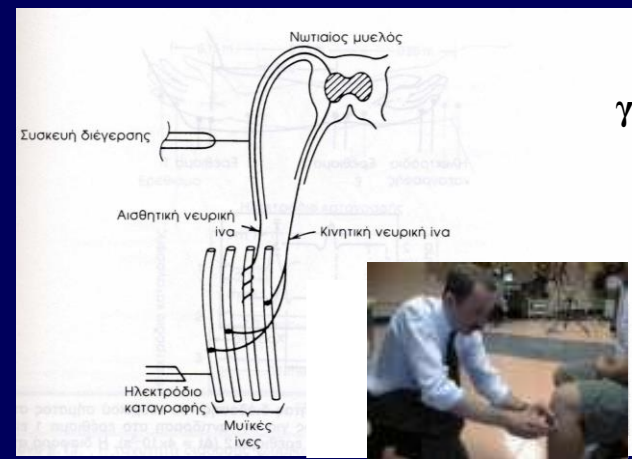 Νωτιαίος μυελός
γ
Συσκευή διέγερσης
Αισθητική νευρική
ίνα
Κινητική νευρική ίνα
Ηλεκτρόδιο
καταγραφής
Μυϊκές
ίνες